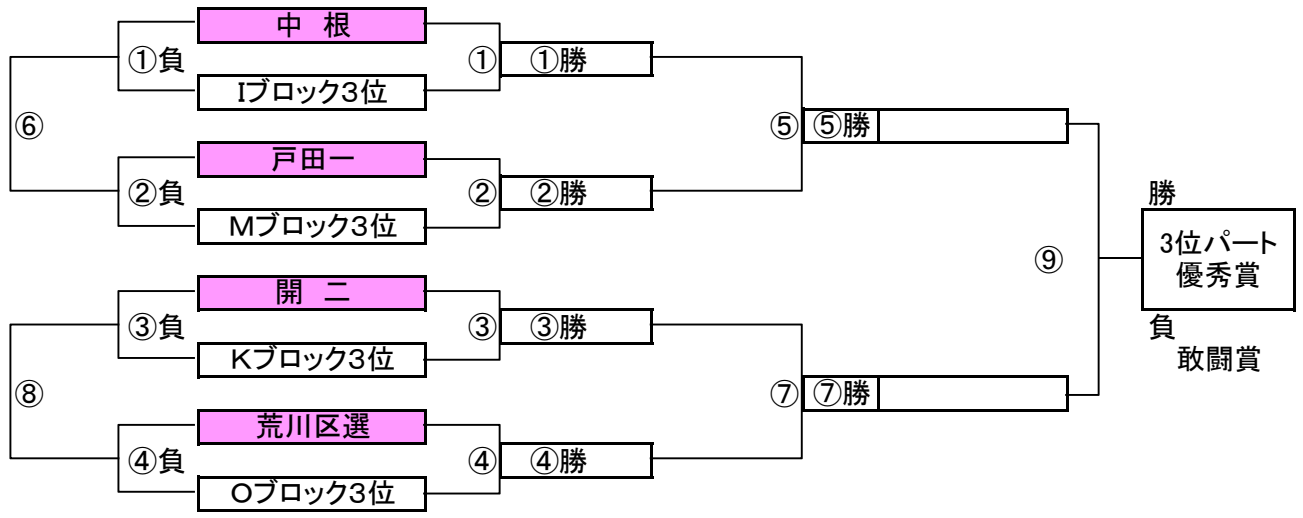 中 根
①負
①
①勝
Iブロック3位
⑥
⑤
⑤勝
戸田一
②負
②
②勝
Mブロック3位
勝
3位パート
優秀賞
⑨
開 二
③負
③
③勝
負
敢闘賞
Kブロック3位
⑧
⑦
⑦勝
荒川区選
④負
④
④勝
Oブロック3位